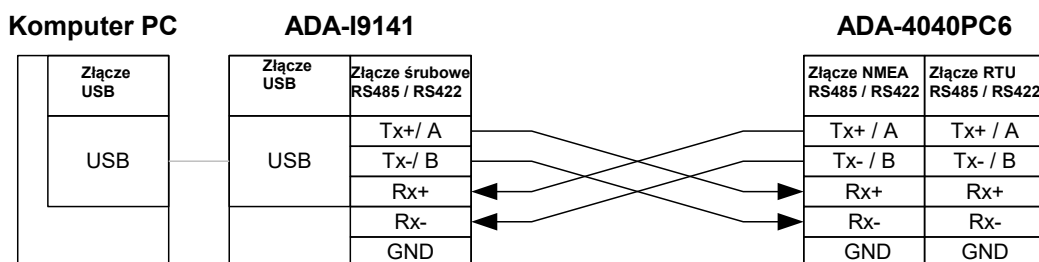 Komputer PC ADA-I9141 ADA-4040PC6
Złącze
USB
Złącze
USB
Złącze śrubowe
RS485 / RS422
Złącze NMEA
RS485 / RS422
Złącze RTU
RS485 / RS422
USB
USB
Tx+/ A
Tx-/ B
Rx+
Rx-
GND
Tx+ / A
Tx- / B
Rx+
Rx-
GND
Tx+ / A
Tx- / B
Rx+
Rx-
GND